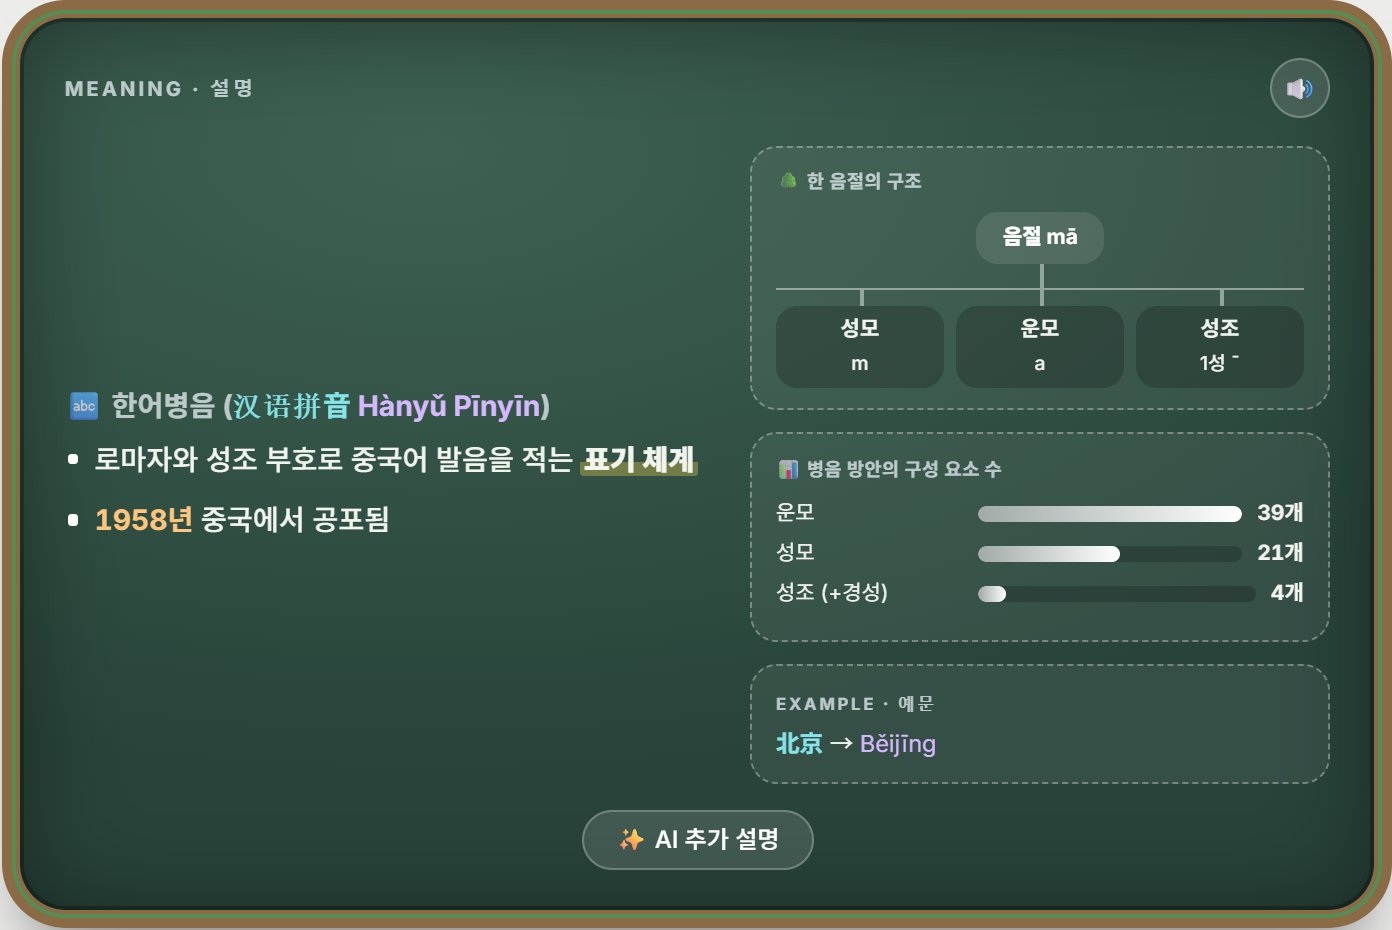 MEANING · 설명
한어병음 (汉语拼音 Hànyǔ Pīnyīn)
로마자와 성조 부호로 중국어 발음을 적는 표기 체계
1958년 중국에서 공포됨
한 음절의 구조
음절 mā
성모
m
운모
a
성조
1성 ˉ
병음 방안의 구성 요소 수
운모 39개
성모 21개
성조 (+경성) 4개
EXAMPLE · 예문
北京 → Běijīng
AI 추가 설명